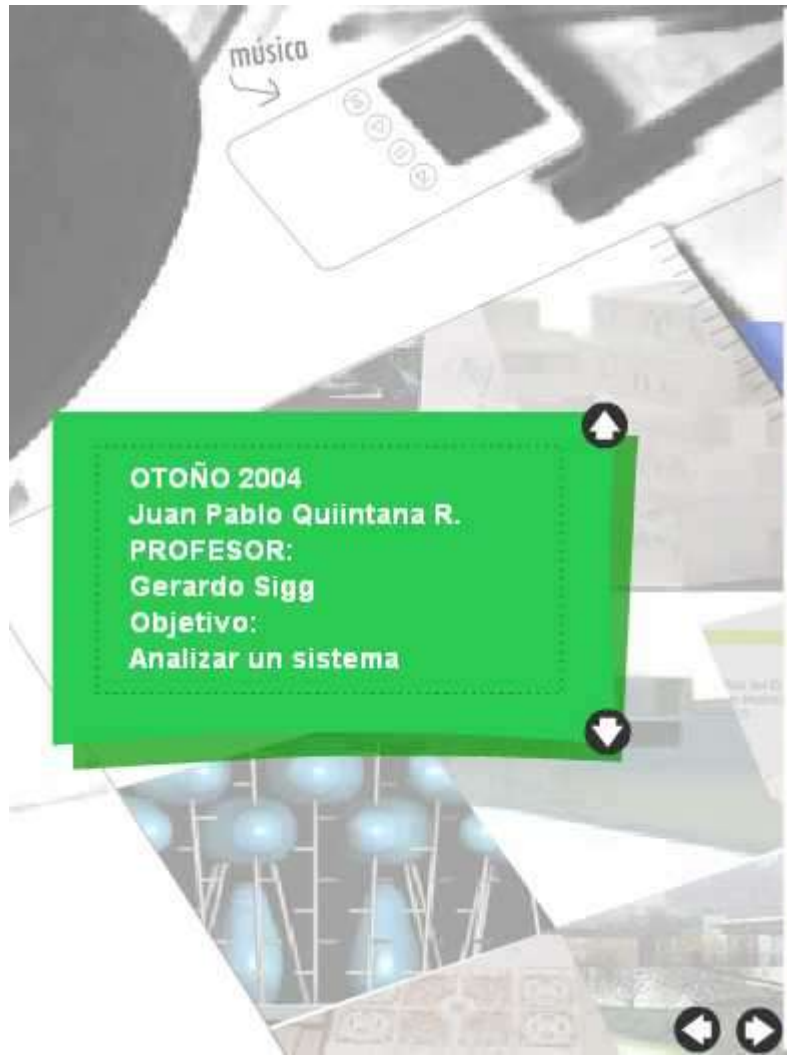 música
OTOÑO 2004
Juan Pablo Quiintana R.
PROFESOR:
Gerardo Sigg
Objetivo:
Analizar un sistema